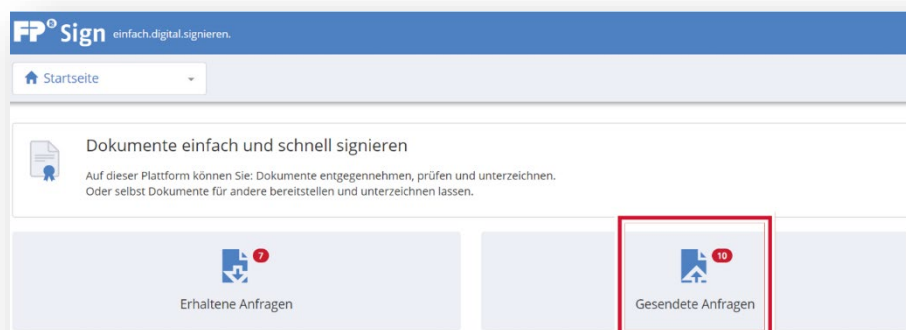 FP® Sign einfach.digital.signieren.
Startseite
Dokumente einfach und schnell signieren
Auf dieser Plattform können Sie: Dokumente entgegennehmen, prüfen und unterzeichnen.
Oder selbst Dokumente für andere bereitstellen und unterzeichnen lassen.
7
10
Erhaltene Anfragen
Gesendete Anfragen